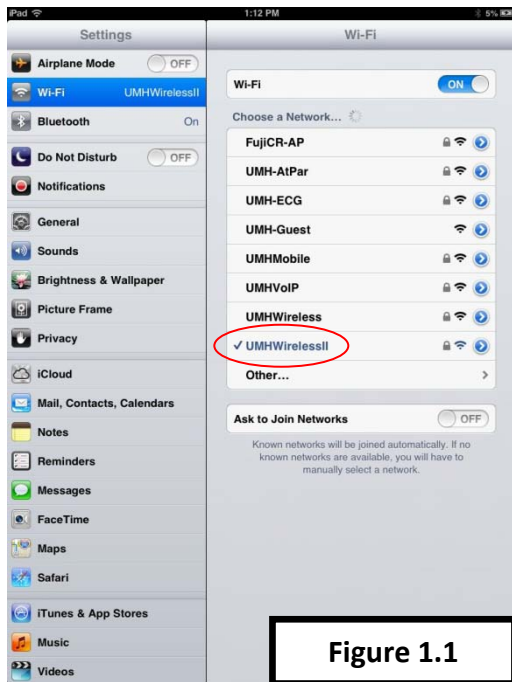 iPad 1:12 PM 5%
Settings
Airplane Mode OFF
Wi-Fi UMHWirelessII
Bluetooth On
Do Not Disturb OFF
Notifications
General
Sounds
Brightness & Wallpaper
Picture Frame
Privacy
iCloud
Mail, Contacts, Calendars
Notes
Reminders
Messages
FaceTime
Maps
Safari
iTunes & App Stores
Music
Videos
Wi-Fi
Wi-Fi ON
Choose a Network...
FujiCR-AP
UMH-AtPar
UMH-ECG
UMH-Guest
UMHMobile
UMHVoIP
UMHWireless
✓ UMHWirelessII
Other...
Ask to Join Networks OFF
Known networks will be joined automatically. If no
known networks are available, you will have to
manually select a network.
Figure 1.1